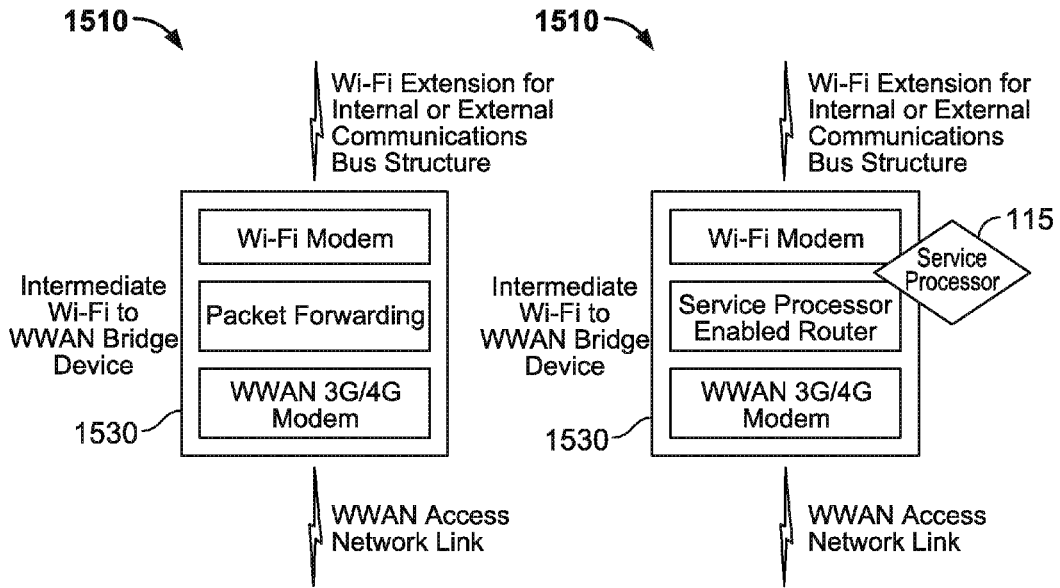 1510
Wi-Fi Extension for
Internal or External
Communications
Bus Structure
Wi-Fi Modem
Intermediate
Wi-Fi to
WWAN Bridge
Device
Packet Forwarding
WWAN 3G/4G
Modem
1530
WWAN Access
Network Link
1510
Wi-Fi Extension for
Internal or External
Communications
Bus Structure
115
Wi-Fi Modem
Service
Processor
Intermediate
Wi-Fi to
WWAN Bridge
Device
Service Processor
Enabled Router
WWAN 3G/4G
Modem
1530
WWAN Access
Network Link